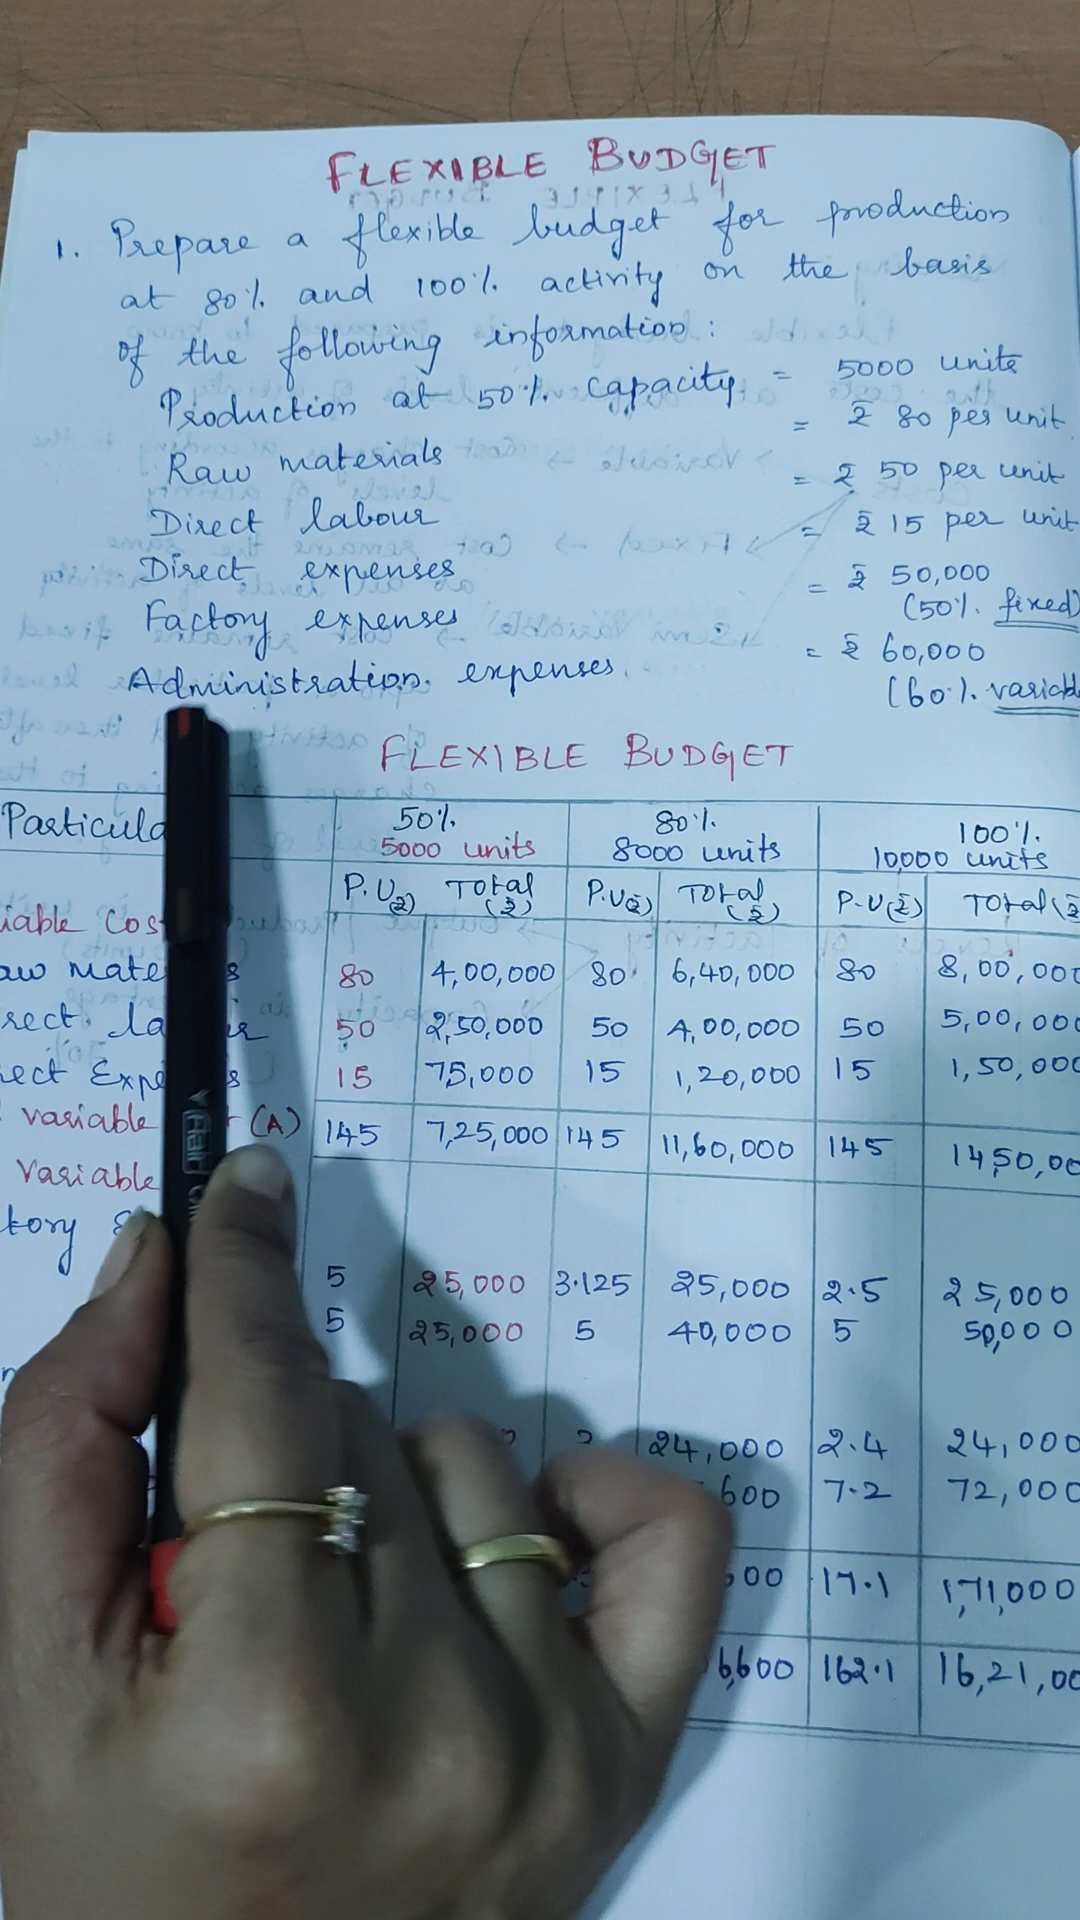 FLEXIBLE BUDGET
1. Prepare a flexible budget for production
at 80% and 100% activity on the basis
of the following information:
Production at 50% capacity = 5000 units
Raw materials = ₹ 80 per unit
Direct labour = ₹ 50 per unit
Direct expenses = ₹ 15 per unit
Factory expenses = ₹ 50,000
(50% fixed)
Administration expenses = ₹ 60,000
(60% variabl
FLEXIBLE BUDGET
Particula 50% 80% 100%
5000 units 8000 units 10,000 units
P.U(₹) Total (₹) P.U(₹) Total (₹) P.U(₹) Total (₹
iable Cos
aw mate s 80 4,00,000 80 6,40,000 80 8,00,000
rect la ur 50 2,50,000 50 4,00,000 50 5,00,000
rect Expe s 15 75,000 15 1,20,000 15 1,50,000
variable (A) 145 7,25,000 145 11,60,000 145 14,50,00
variable
tory E
5 25,000 3.125 25,000 2.5 25,000
5 25,000 5 40,000 5 50,000
24,000 2.4 24,000
600 7.2 72,000
600 17.1 1,71,000
6,600 162.1 16,21,00